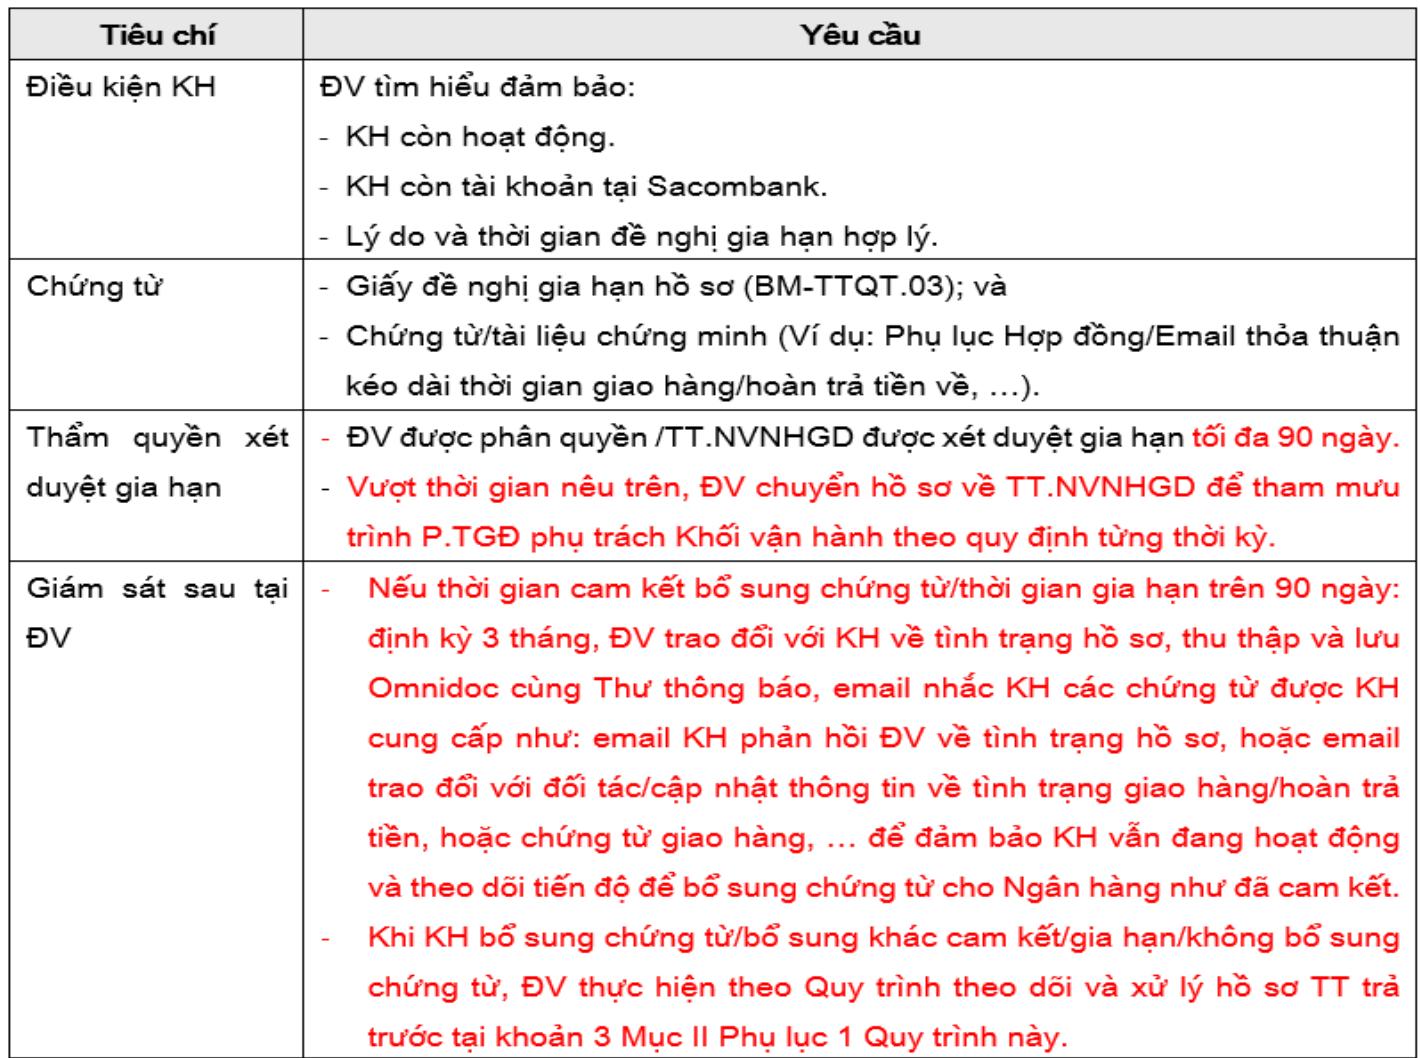 Tiêu chí
Yêu cầu
Điều kiện KH
ĐV tìm hiểu đảm bảo:
- KH còn hoạt động.
- KH còn tài khoản tại Sacombank.
- Lý do và thời gian đề nghị gia hạn hợp lý.
Chứng từ
- Giấy đề nghị gia hạn hồ sơ (BM-TTQT.03); và
- Chứng từ/tài liệu chứng minh (Ví dụ: Phụ lục Hợp đồng/Email thỏa thuận
kéo dài thời gian giao hàng/hoàn trả tiền về, …).
Thẩm quyền xét
duyệt gia hạn
- ĐV được phân quyền /TT.NVNHGD được xét duyệt gia hạn tối đa 90 ngày.
- Vượt thời gian nêu trên, ĐV chuyển hồ sơ về TT.NVNHGD để tham mưu
trình P.TGĐ phụ trách Khối vận hành theo quy định từng thời kỳ.
Giám sát sau tại
ĐV
- Nếu thời gian cam kết bổ sung chứng từ/thời gian gia hạn trên 90 ngày:
định kỳ 3 tháng, ĐV trao đổi với KH về tình trạng hồ sơ, thu thập và lưu
Omnidoc cùng Thư thông báo, email nhắc KH các chứng từ được KH
cung cấp như: email KH phản hồi ĐV về tình trạng hồ sơ, hoặc email
trao đổi với đối tác/cập nhật thông tin về tình trạng giao hàng/hoàn trả
tiền, hoặc chứng từ giao hàng, … để đảm bảo KH vẫn đang hoạt động
và theo dõi tiến độ để bổ sung chứng từ cho Ngân hàng như đã cam kết.
- Khi KH bổ sung chứng từ/bổ sung khác cam kết/gia hạn/không bổ sung
chứng từ, ĐV thực hiện theo Quy trình theo dõi và xử lý hồ sơ TT trả
trước tại khoản 3 Mục II Phụ lục 1 Quy trình này.